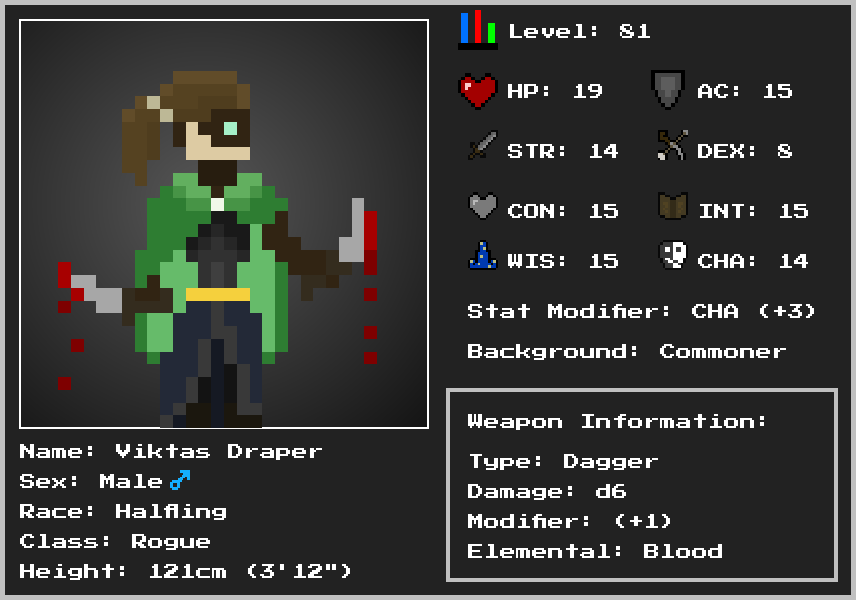 Level: 81
HP: 19
AC: 15
STR: 14
DEX: 8
CON: 15
INT: 15
WIS: 15
CHA: 14
Stat Modifier: CHA (+3)
Background: Commoner
Name: Viktas Draper
Sex: Male ♂
Race: Halfling
Class: Rogue
Height: 121cm (3'12")
Weapon Information:
Type: Dagger
Damage: d6
Modifier: (+1)
Elemental: Blood